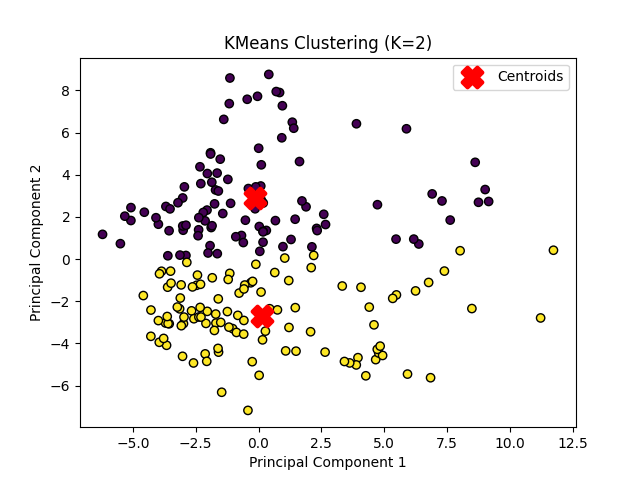 KMeans Clustering (K=2)
Centroids
8
6
4
2
0
−2
−4
−6
Principal Component 2
−5.0 −2.5 0.0 2.5 5.0 7.5 10.0 12.5
Principal Component 1